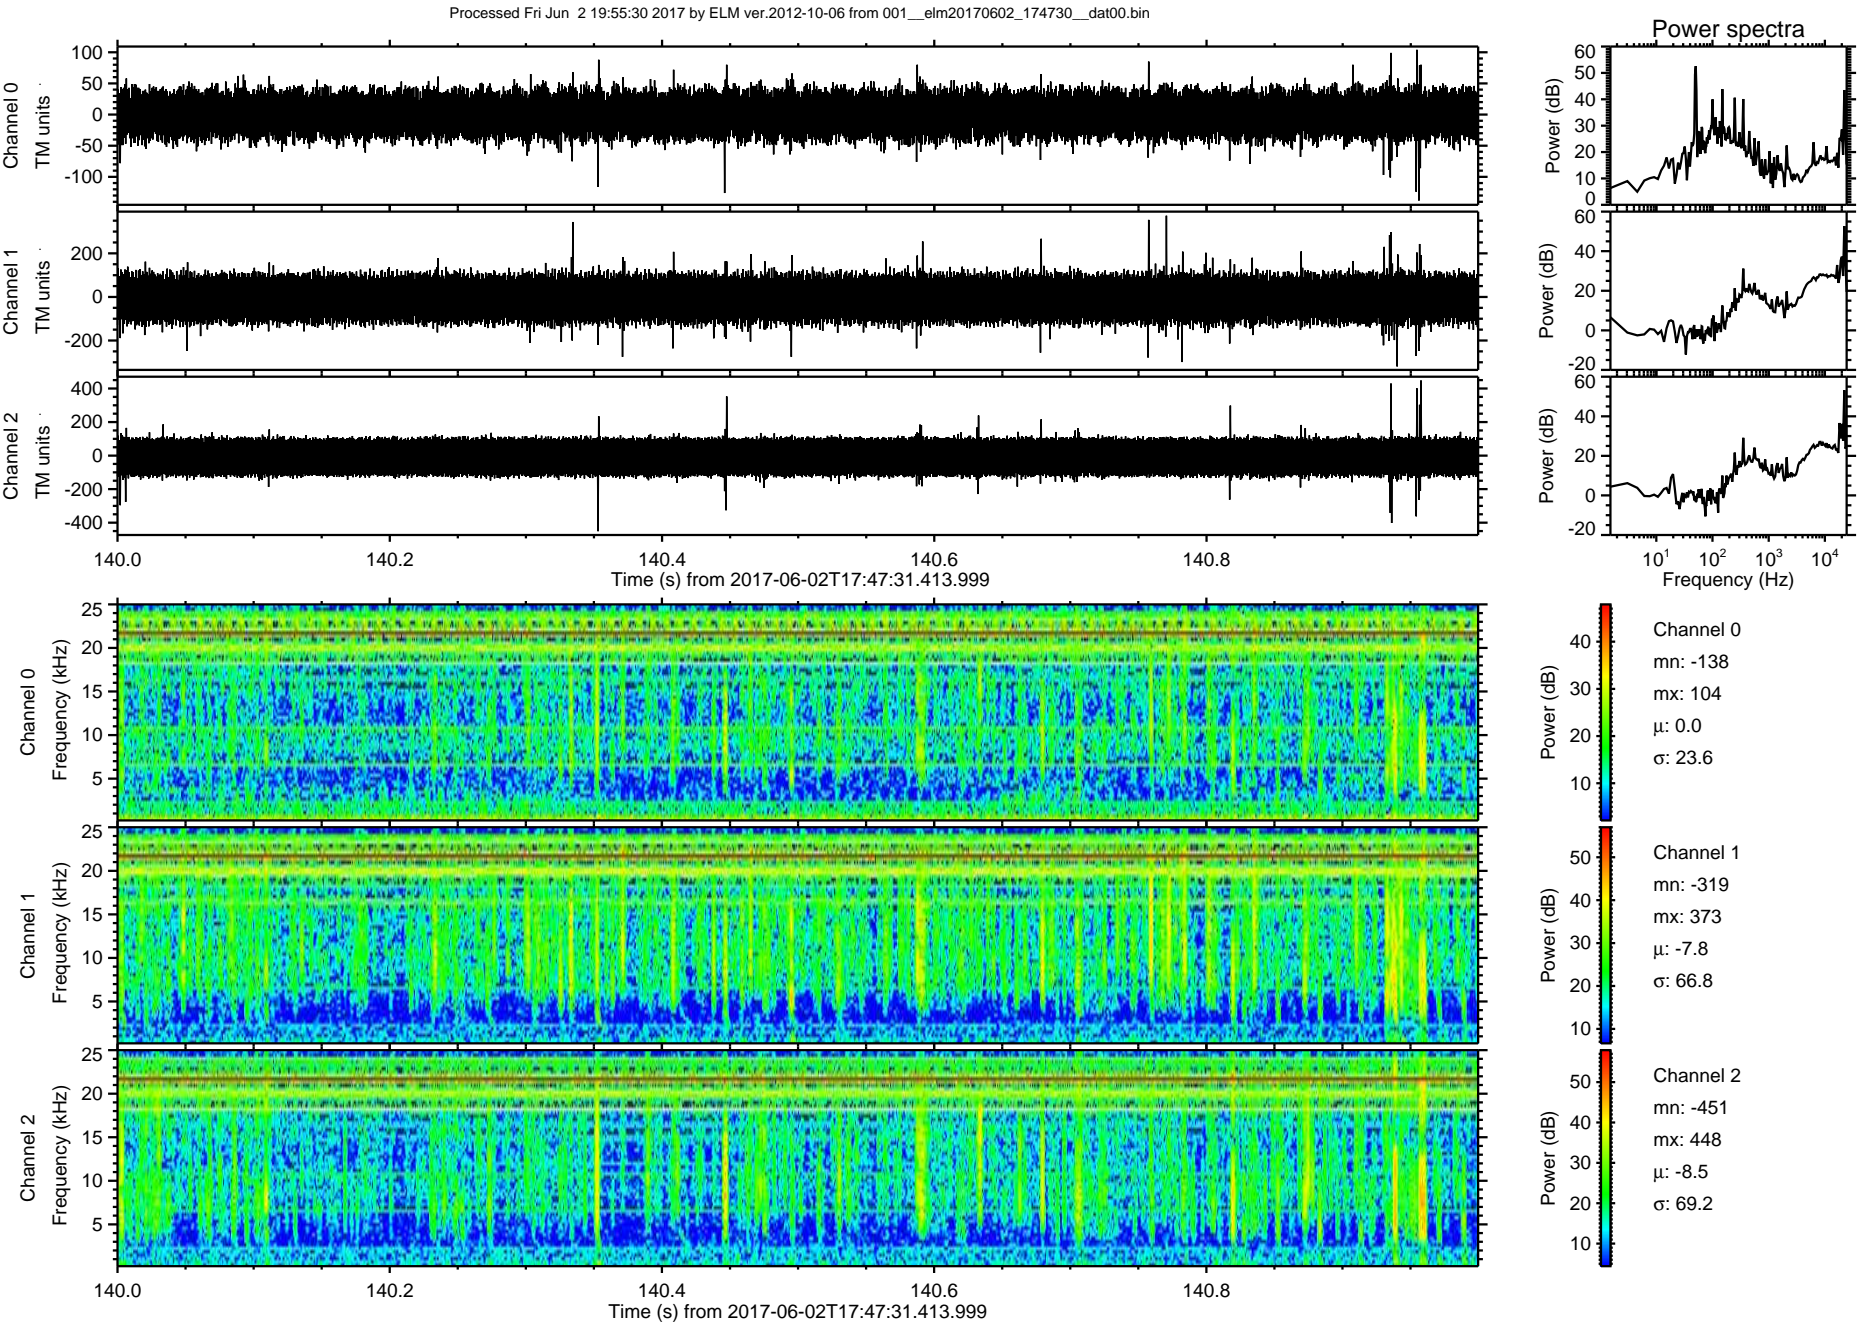 Processed Fri Jun  2 19:55:30 2017 by ELM ver.2012-10-06 from 001__elm20170602_174730__dat00.bin
Power spectra
Channel 0
TM units
100
50
0
-50
-100
Power (dB)
60
50
40
30
20
10
0
Channel 1
TM units
200
0
-200
Power (dB)
60
40
20
0
-20
Channel 2
TM units
400
200
0
-200
-400
Power (dB)
60
40
20
0
-20
140.0 140.2 140.4 140.6 140.8
Time (s) from 2017-06-02T17:47:31.413.999
10^1 10^2 10^3 10^4
Frequency (Hz)
Channel 0
Frequency (kHz)
25
20
15
10
5
Power (dB)
40
30
20
10
Channel 0
mn: -138
mx: 104
μ: 0.0
σ: 23.6
Channel 1
Frequency (kHz)
25
20
15
10
5
Power (dB)
50
40
30
20
10
Channel 1
mn: -319
mx: 373
μ: -7.8
σ: 66.8
Channel 2
Frequency (kHz)
25
20
15
10
5
Power (dB)
50
40
30
20
10
Channel 2
mn: -451
mx: 448
μ: -8.5
σ: 69.2
140.0 140.2 140.4 140.6 140.8
Time (s) from 2017-06-02T17:47:31.413.999